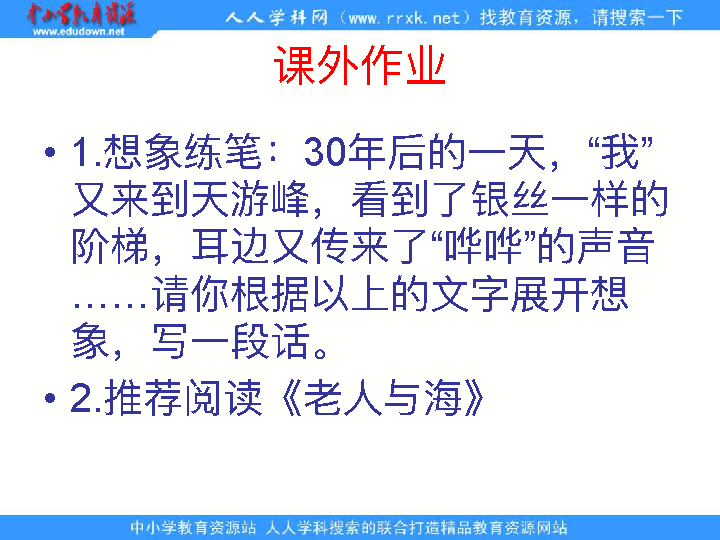 中小学教育资源
www.edudown.net
人人学科网（www.rrxk.net）找教育资源，请搜索一下
课外作业
• 1.想象练笔：30年后的一天，“我”
又来到天游峰，看到了银丝一样的
阶梯，耳边又传来了“哗哗”的声音
……请你根据以上的文字展开想
象，写一段话。
• 2.推荐阅读《老人与海》
中小学教育资源站 人人学科搜索的联合打造精品教育资源网站